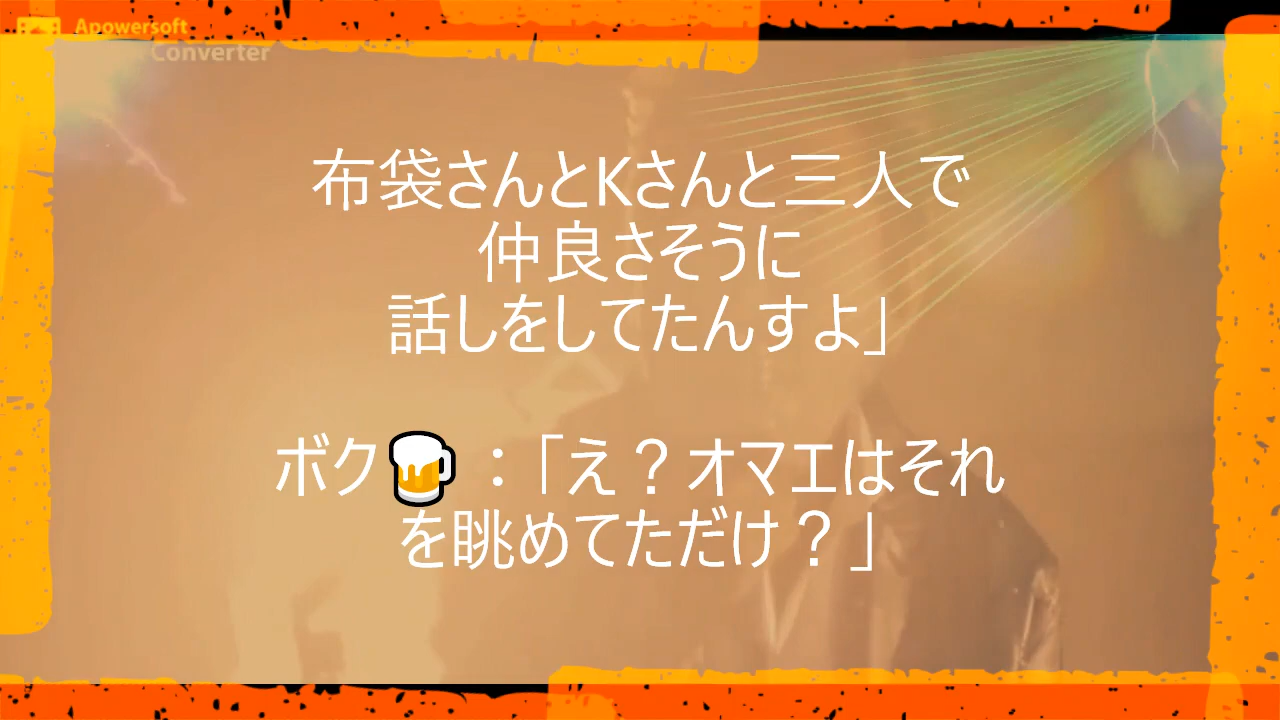 Apowersoft
Converter
布袋さんとKさんと三人で
仲良さそうに
話しをしてたんすよ」
ボク🍺：「え？オマエはそれ
を眺めてただけ？」